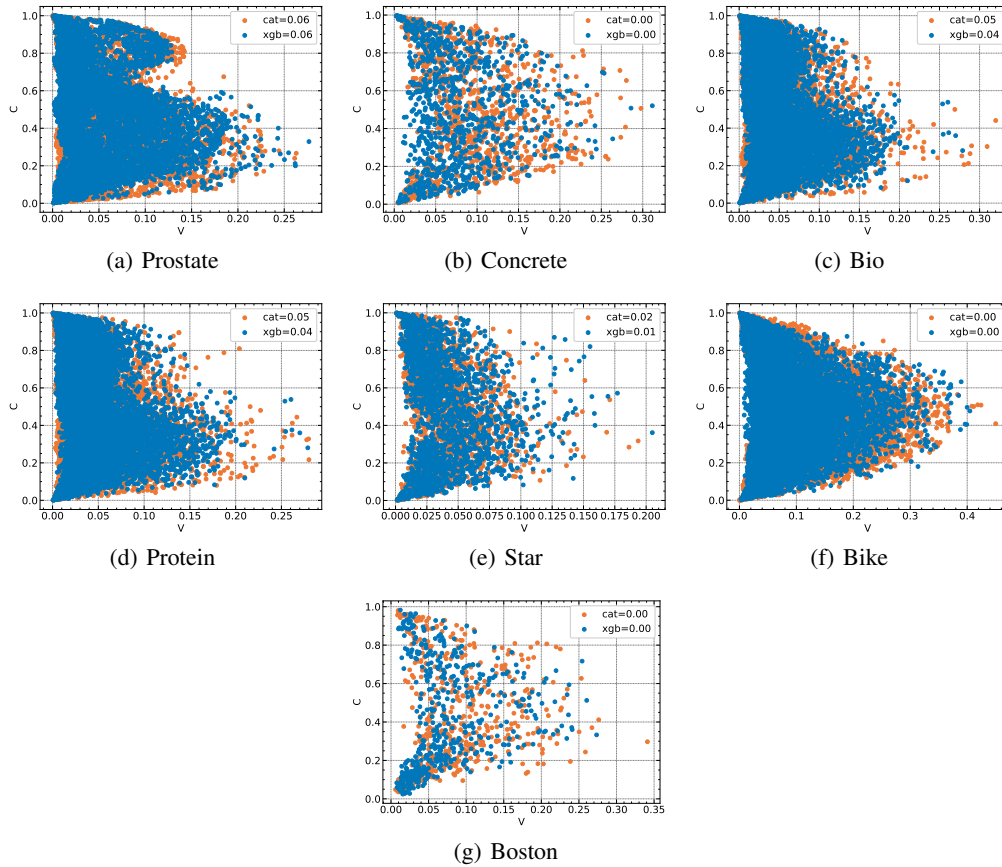 cat=0.06
xgb=0.06
1.0
0.8
0.6
0.4
0.2
0.0
C
0.00 0.05 0.10 0.15 0.20 0.25
V
(a) Prostate
cat=0.00
xgb=0.00
1.0
0.8
0.6
0.4
0.2
0.0
C
0.00 0.05 0.10 0.15 0.20 0.25 0.30
V
(b) Concrete
cat=0.05
xgb=0.04
1.0
0.8
0.6
0.4
0.2
0.0
C
0.00 0.05 0.10 0.15 0.20 0.25 0.30
V
(c) Bio
cat=0.05
xgb=0.04
1.0
0.8
0.6
0.4
0.2
0.0
C
0.00 0.05 0.10 0.15 0.20 0.25
V
(d) Protein
cat=0.02
xgb=0.01
1.0
0.8
0.6
0.4
0.2
0.0
C
0.000 0.025 0.050 0.075 0.100 0.125 0.150 0.175 0.200
V
(e) Star
cat=0.00
xgb=0.00
1.0
0.8
0.6
0.4
0.2
0.0
C
0.0 0.1 0.2 0.3 0.4
V
(f) Bike
cat=0.00
xgb=0.00
1.0
0.8
0.6
0.4
0.2
0.0
C
0.00 0.05 0.10 0.15 0.20 0.25 0.30 0.35
V
(g) Boston